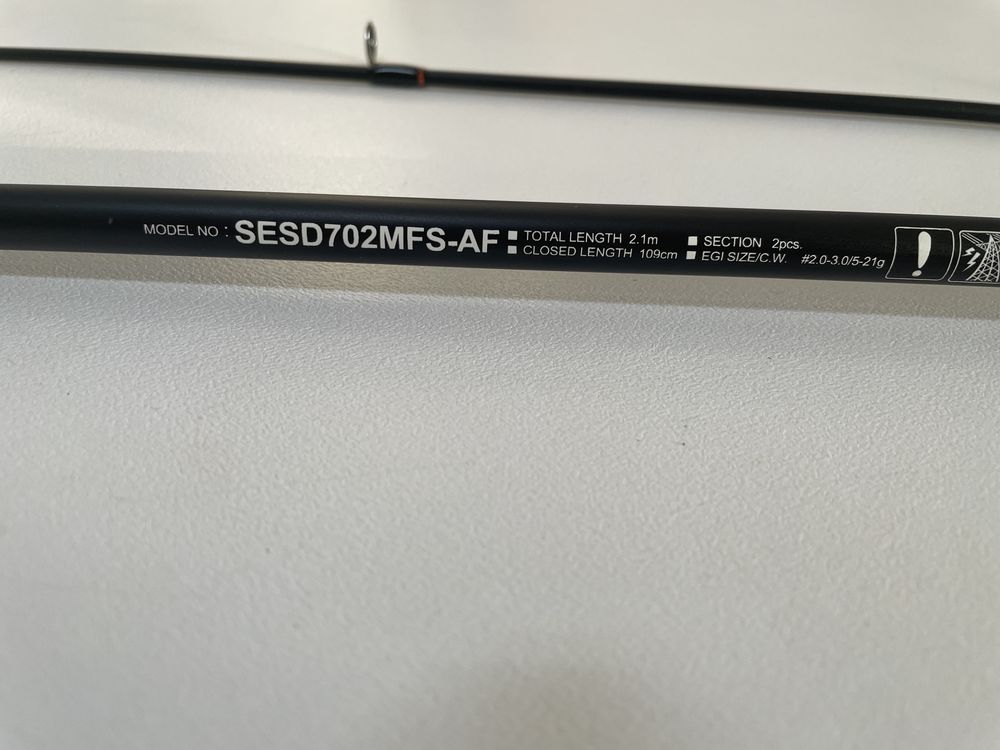 MODEL NO : SESD702MFS-AF
■ TOTAL LENGTH 2.1m
■ CLOSED LENGTH 109cm
■ SECTION 2pcs.
■ EGI SIZE/C.W. #2.0-3.0/5-21g
!